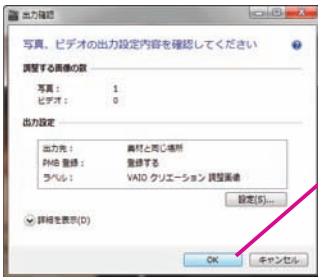 出力確認
写真、ビデオの出力設定内容を確認してください
調整する画像の数
写真： 1
ビデオ： 0
出力設定
出力先： 素材と同じ場所
PMB 登録： 登録する
ラベル： VAIO クリエーション 調整画像
設定(S)...
詳細を表示(D)
OK キャンセル